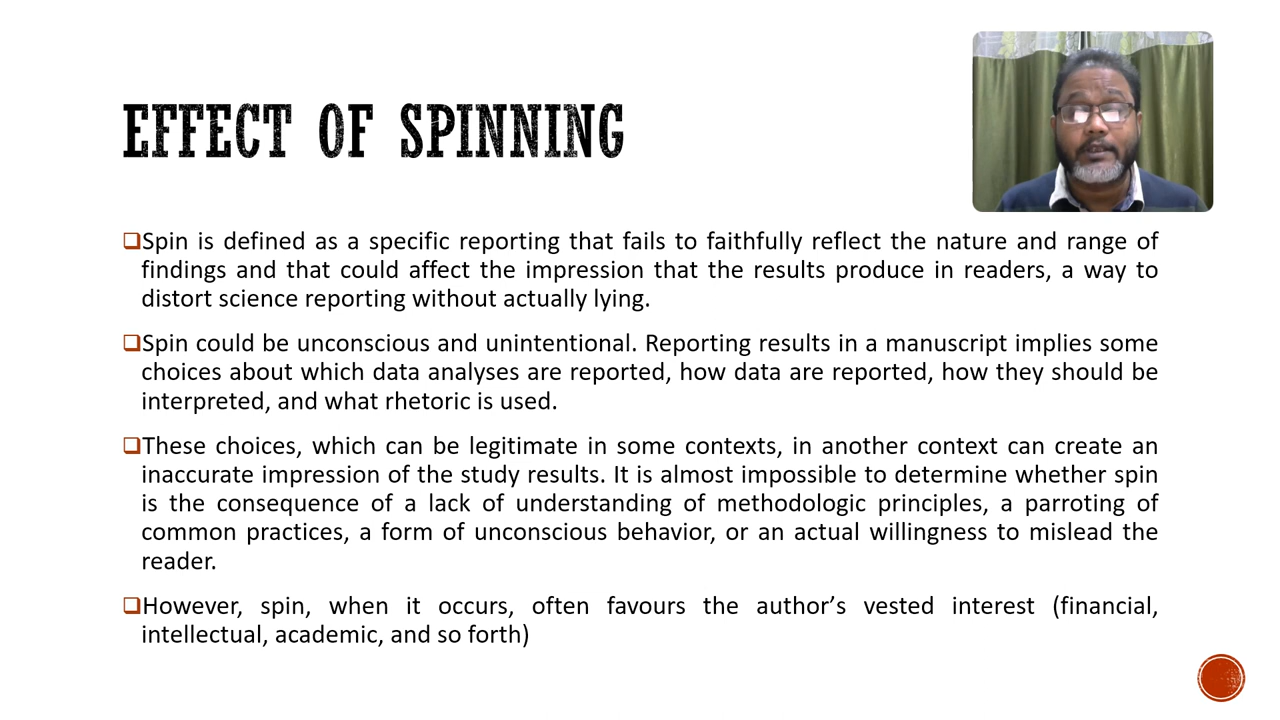 EFFECT OF SPINNING
Spin is defined as a specific reporting that fails to faithfully reflect the nature and range of
findings and that could affect the impression that the results produce in readers, a way to
distort science reporting without actually lying.
Spin could be unconscious and unintentional. Reporting results in a manuscript implies some
choices about which data analyses are reported, how data are reported, how they should be
interpreted, and what rhetoric is used.
These choices, which can be legitimate in some contexts, in another context can create an
inaccurate impression of the study results. It is almost impossible to determine whether spin
is the consequence of a lack of understanding of methodologic principles, a parroting of
common practices, a form of unconscious behavior, or an actual willingness to mislead the
reader.
However, spin, when it occurs, often favours the author’s vested interest (financial,
intellectual, academic, and so forth)